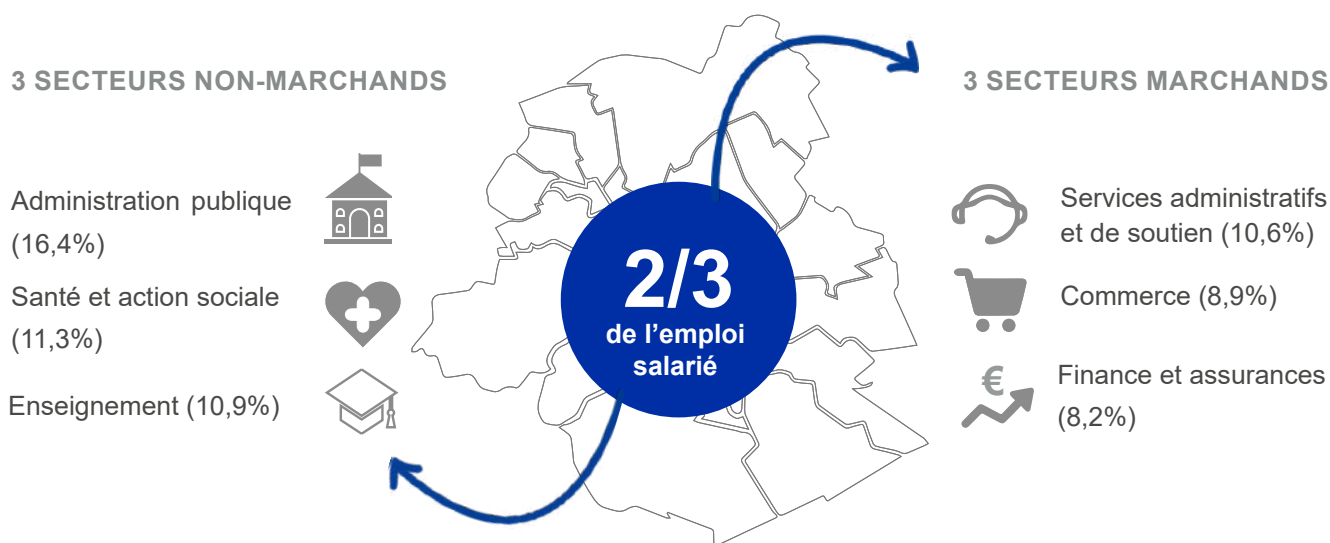 3 SECTEURS NON-MARCHANDS
Administration publique
(16,4%)
Santé et action sociale
(11,3%)
Enseignement (10,9%)
2/3
de l’emploi
salarié
3 SECTEURS MARCHANDS
Services administratifs
et de soutien (10,6%)
Commerce (8,9%)
€
Finance et assurances
(8,2%)